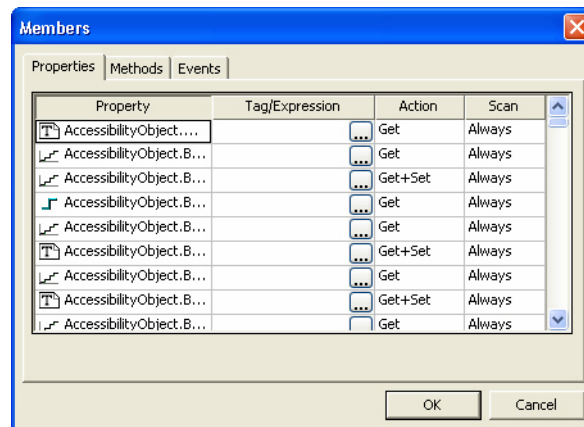 Members
Properties Methods Events
Property Tag/Expression Action Scan
T AccessibilityObject.... ... Get Always
AccessibilityObject.B... ... Get Always
AccessibilityObject.B... ... Get+Set Always
AccessibilityObject.B... ... Get Always
AccessibilityObject.B... ... Get Always
T AccessibilityObject.B... ... Get+Set Always
AccessibilityObject.B... ... Get Always
T AccessibilityObject.B... ... Get+Set Always
AccessibilityObject.B... Get Always
OK Cancel